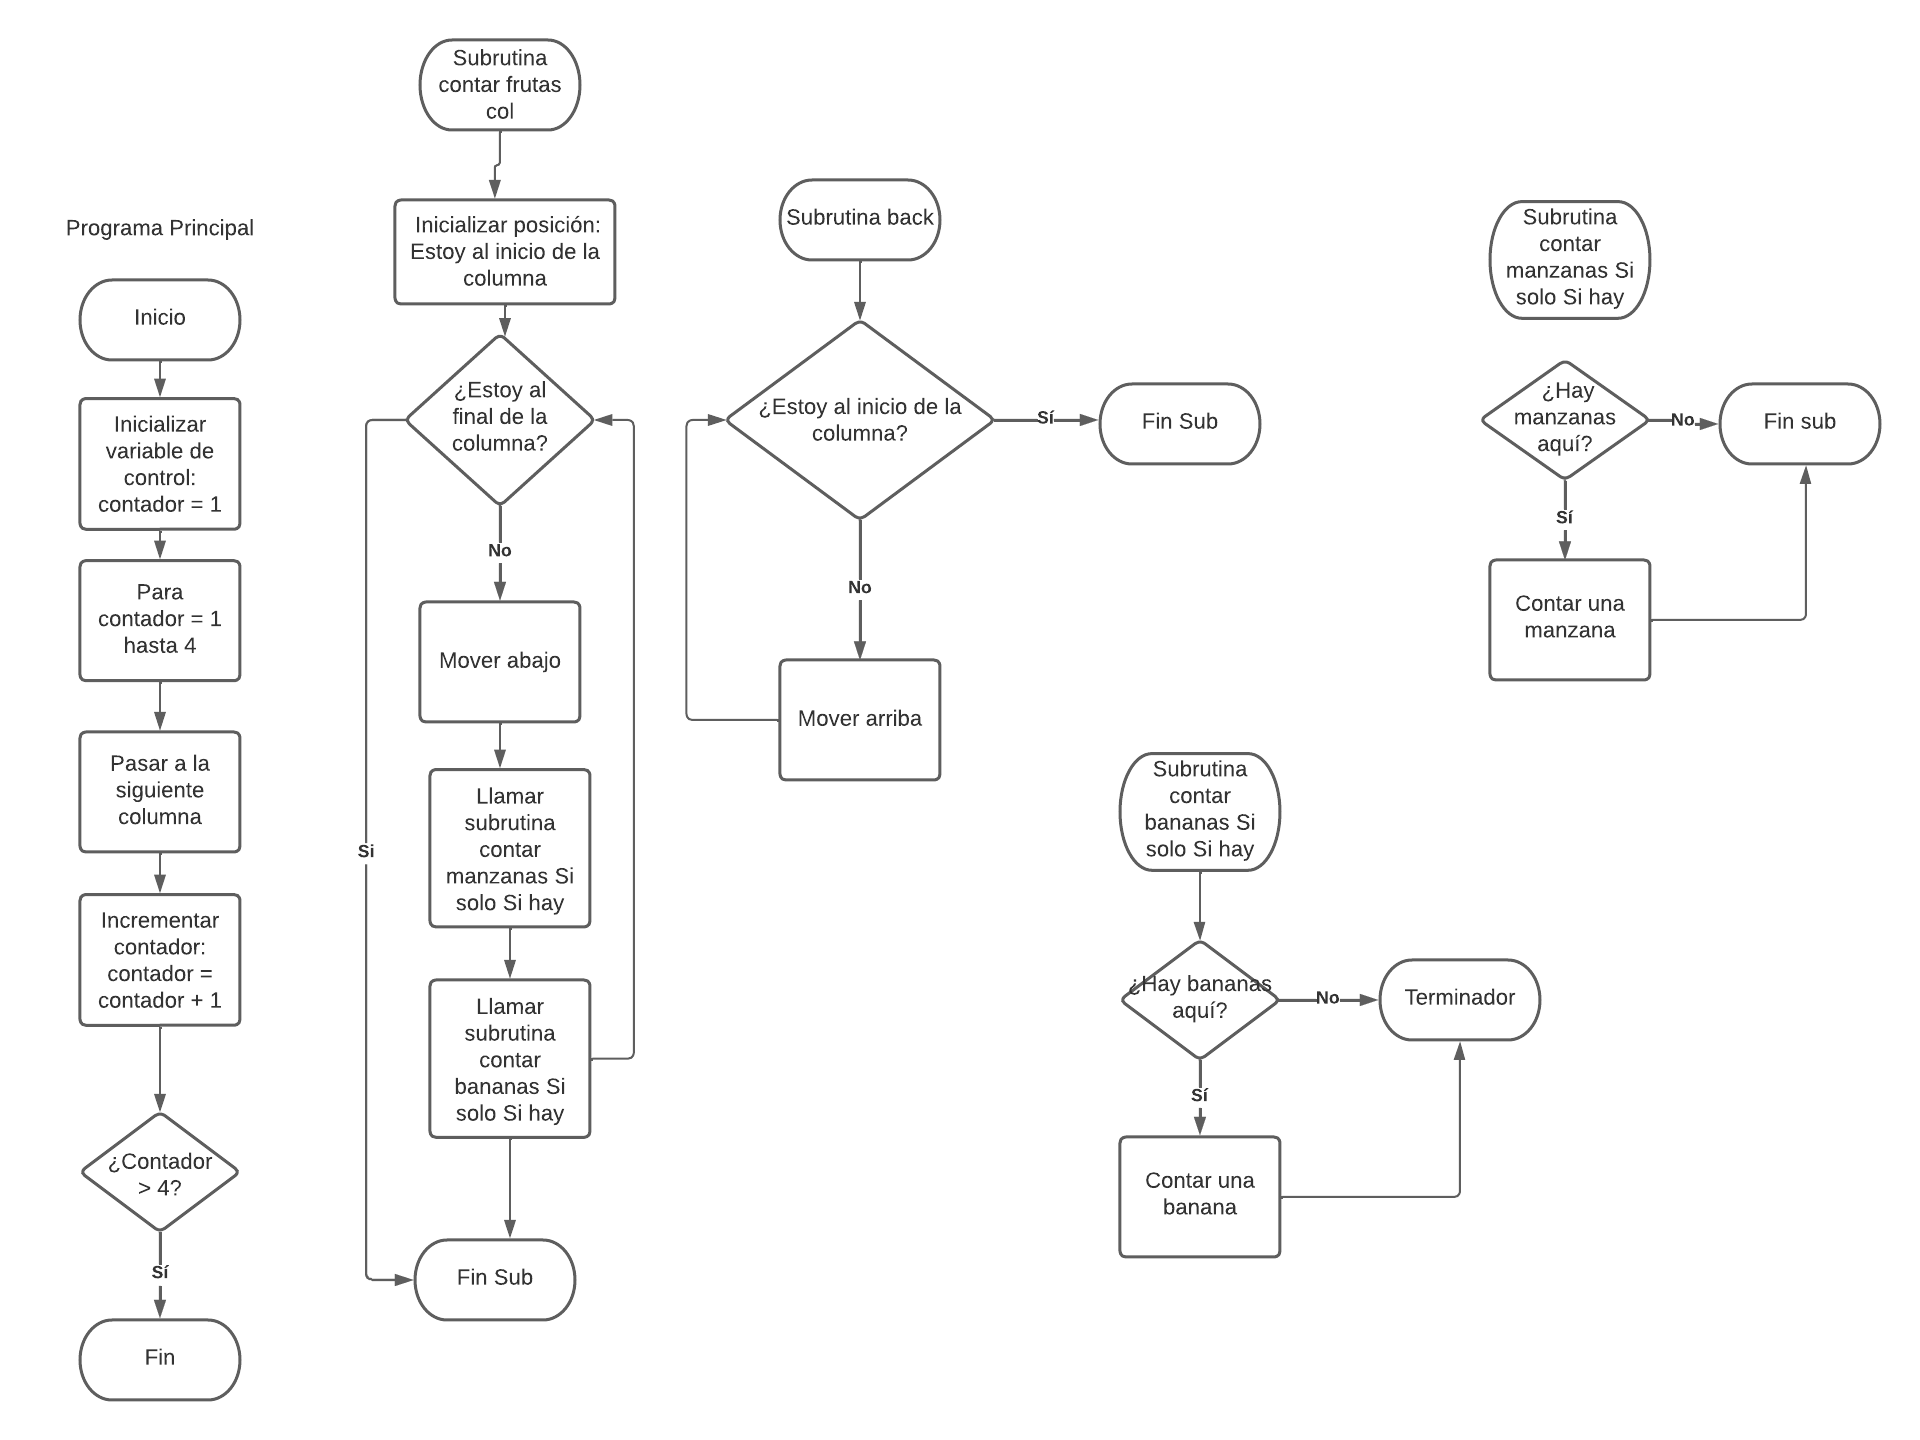 Programa Principal
Inicio
Inicializar
variable de
control:
contador = 1
Para
contador = 1
hasta 4
Pasar a la
siguiente
columna
Incrementar
contador:
contador =
contador + 1
¿Contador
> 4?
Sí
Fin
Subrutina
contar frutas
col
Inicializar posición:
Estoy al inicio de la
columna
¿Estoy al
final de la
columna?
No
Si
Mover abajo
Llamar
subrutina
contar
manzanas Si
solo Si hay
Llamar
subrutina
contar
bananas Si
solo Si hay
Fin Sub
Subrutina back
¿Estoy al inicio de la
columna?
Sí
Fin Sub
No
Mover arriba
Subrutina
contar
manzanas Si
solo Si hay
¿Hay
manzanas
aquí?
No
Fin sub
Sí
Contar una
manzana
Subrutina
contar
bananas Si
solo Si hay
¿Hay bananas
aquí?
No
Terminador
Sí
Contar una
banana